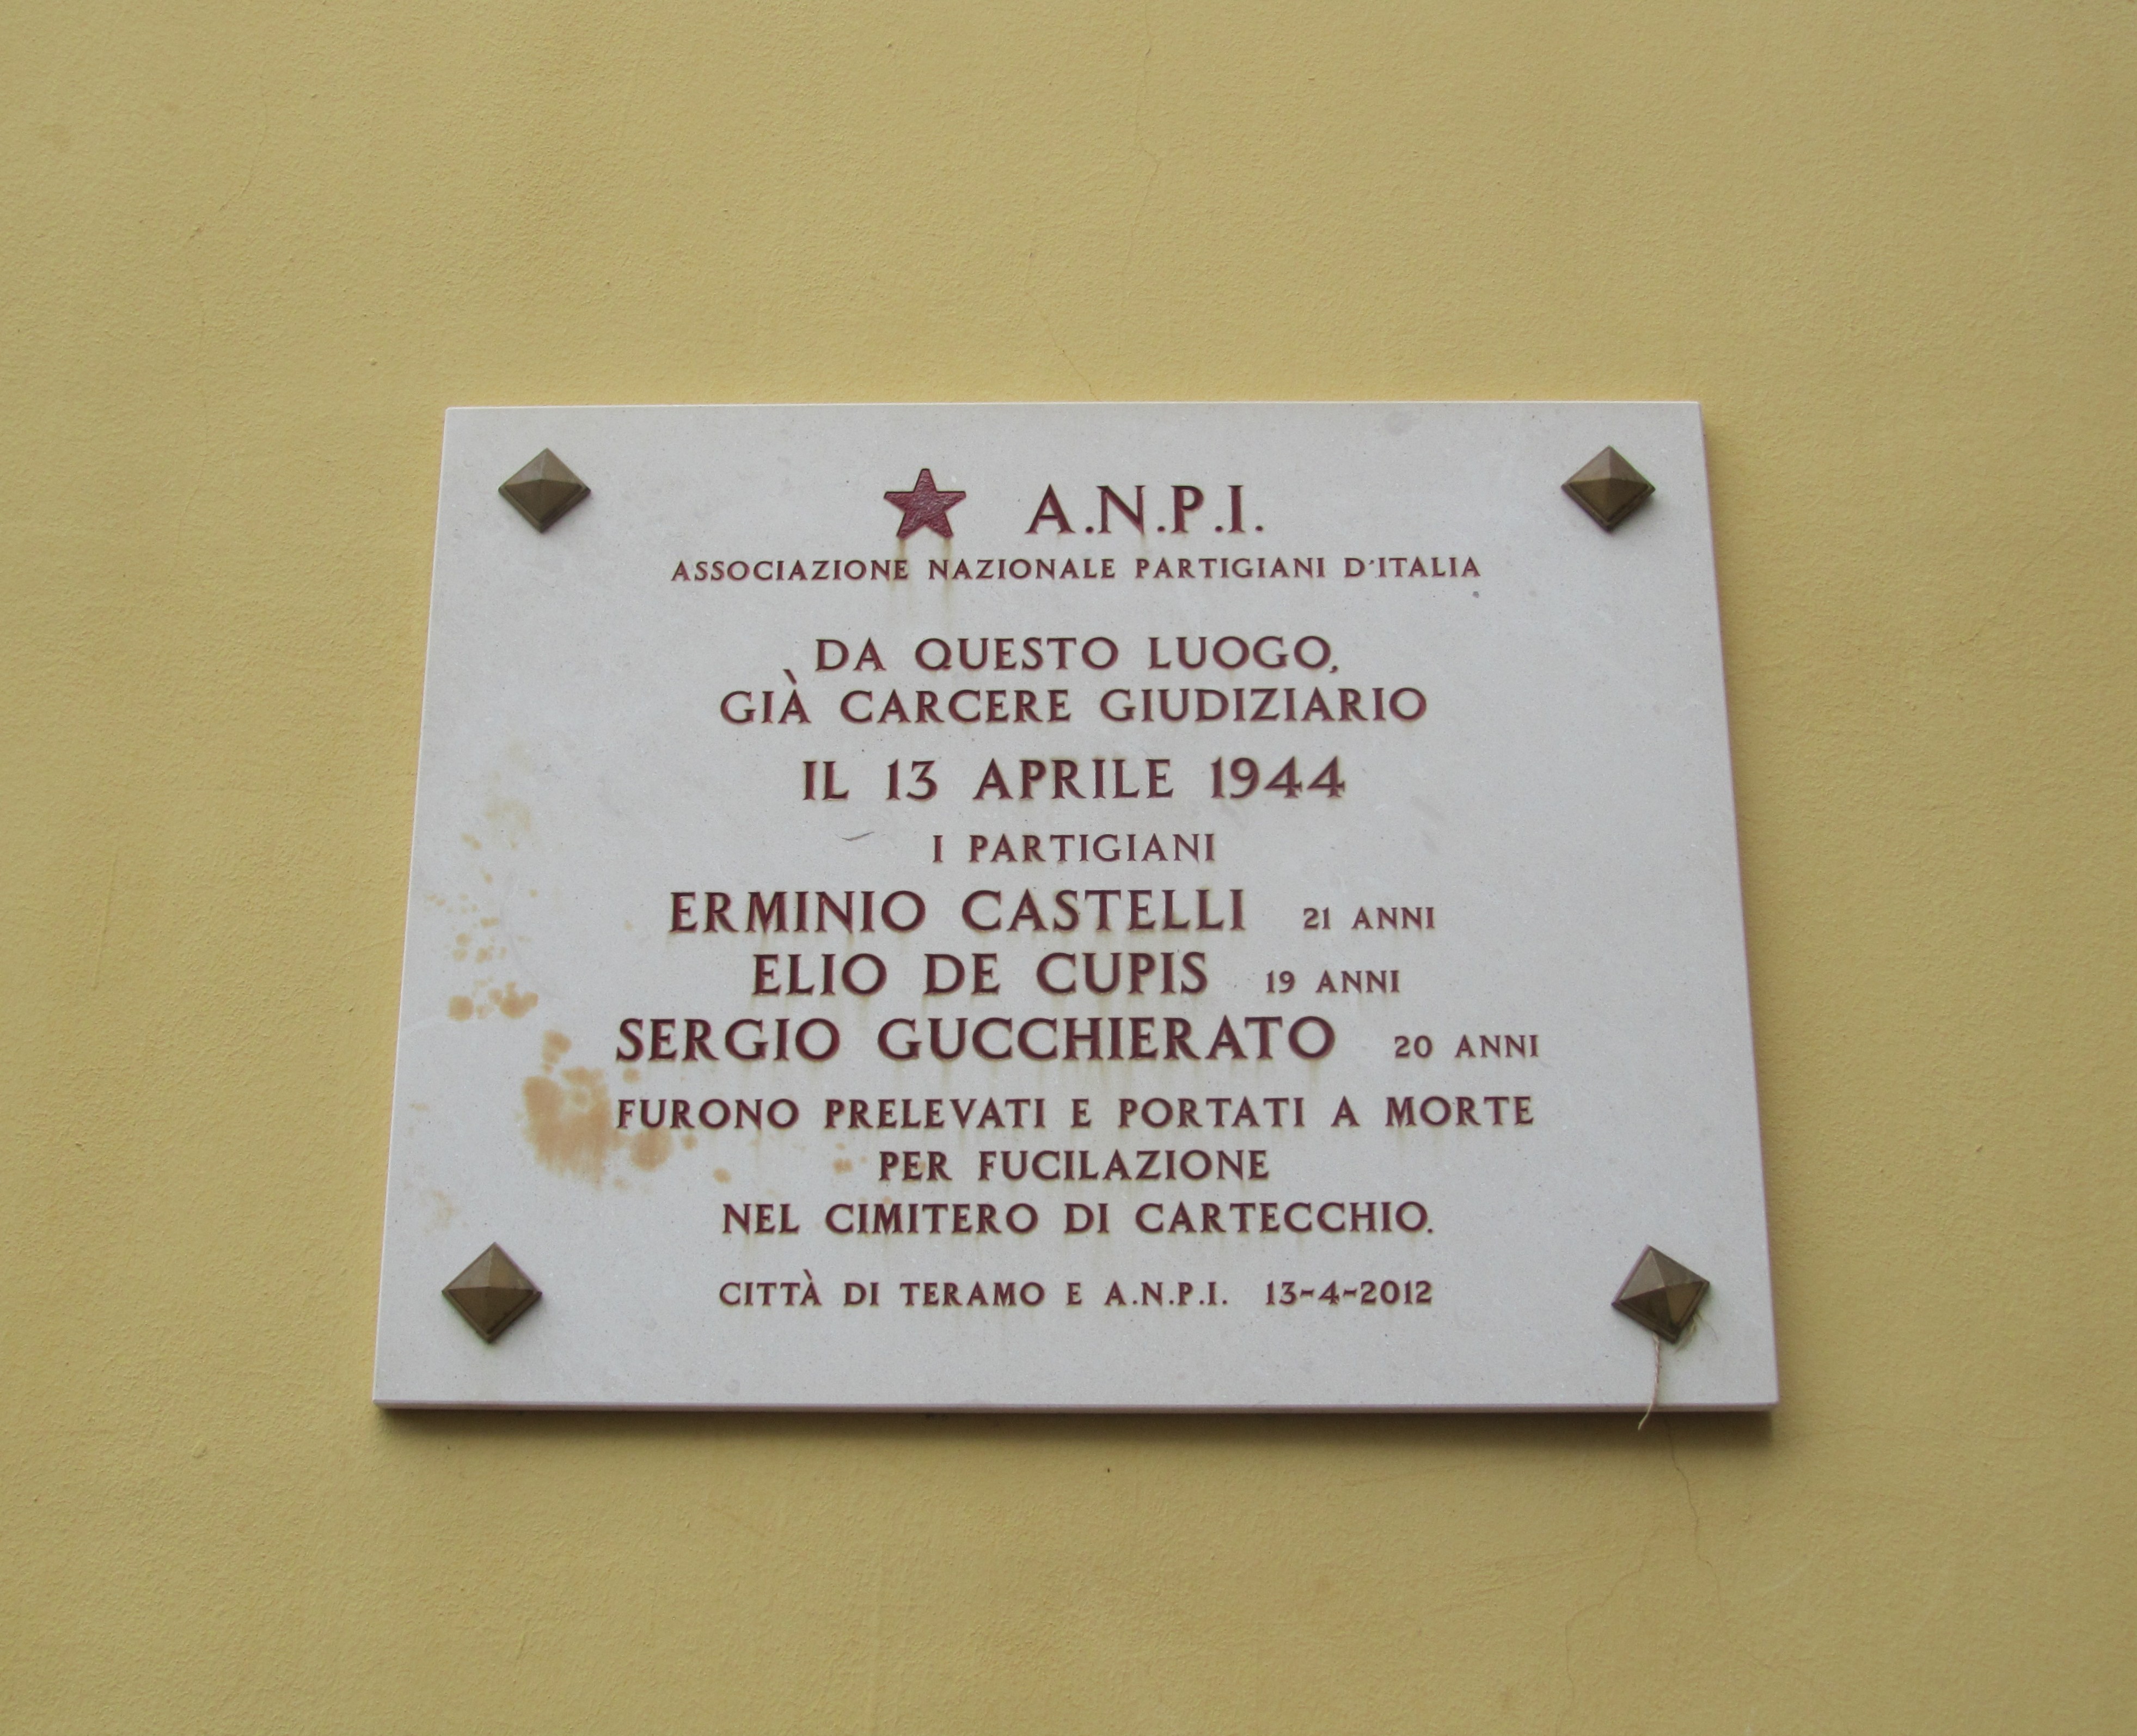 A.N.P.I.
ASSOCIAZIONE NAZIONALE PARTIGIANI D'ITALIA
DA QUESTO LUOGO,
GIÀ CARCERE GIUDIZIARIO
IL 13 APRILE 1944
I PARTIGIANI
ERMINIO CASTELLI 21 ANNI
ELIO DE CUPIS 19 ANNI
SERGIO GUCCHIERATO 20 ANNI
FURONO PRELEVATI E PORTATI A MORTE
PER FUCILAZIONE
NEL CIMITERO DI CARTECCHIO.
CITTÀ DI TERAMO E A.N.P.I. 13-4-2012